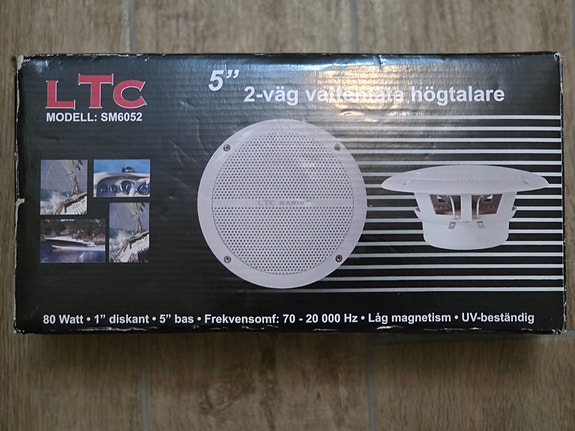 LTC
MODELL: SM6052
5”
2-väg vattentäta högtalare
LTC
80 Watt • 1” diskant • 5” bas • Frekvensomf: 70 - 20 000 Hz • Låg magnetism • UV-beständig